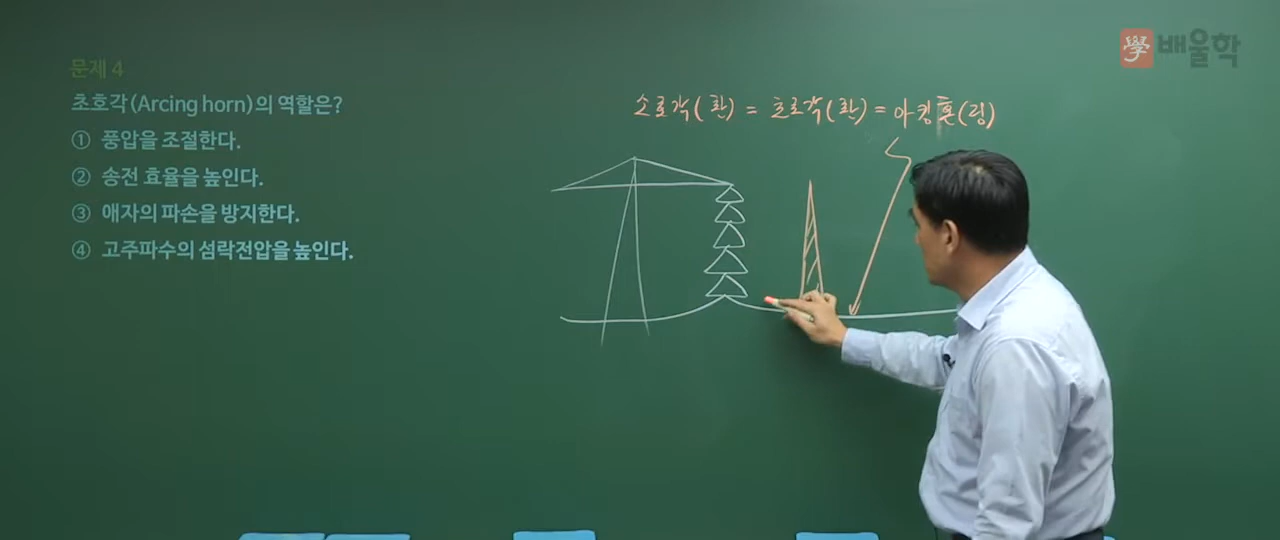 學 배울학
문제 4
초호각(Arcing horn)의 역할은?
① 풍압을 조절한다.
② 송전 효율을 높인다.
③ 애자의 파손을 방지한다.
④ 고주파수의 섬락전압을 높인다.
소호각(환) = 초호각(환) = 아킹혼(링)